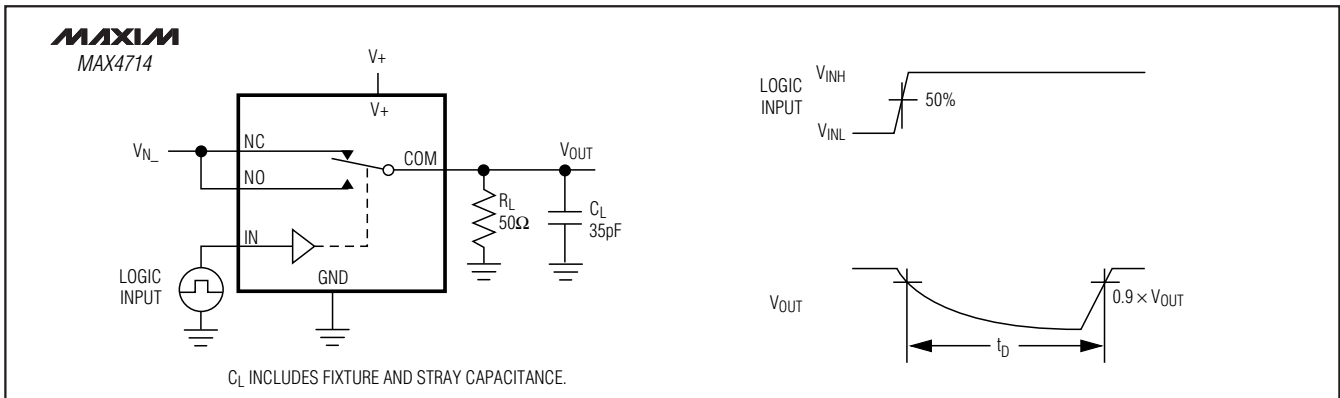 MAXIM
MAX4714
V+
V+
V_N_
NC
NO
COM
V_OUT
R_L
50Ω
C_L
35pF
IN
LOGIC
INPUT
GND
C_L INCLUDES FIXTURE AND STRAY CAPACITANCE.
LOGIC
INPUT
V_INH
50%
V_INL
V_OUT
0.9 × V_OUT
t_D